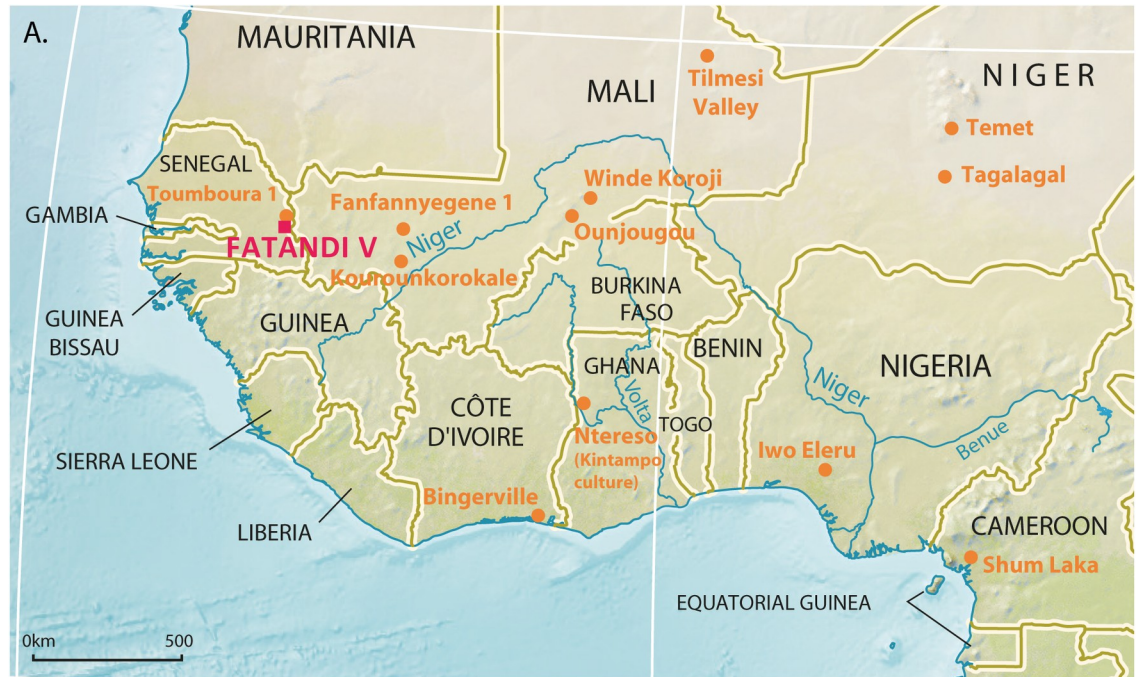 A.
MAURITANIA
MALI
NIGER
Tilmesi
Valley
Temet
Tagalagal
SENEGAL
Toumboura 1
GAMBIA
FATANDI V
Fanfannyegene 1
Niger
Kourounkorokale
Winde Koroji
Ounjougou
GUINEA
BISSAU
GUINEA
BURKINA
FASO
BENIN
GHANA
Volta
TOGO
NIGERIA
Niger
Benue
CÔTE
D'IVOIRE
Ntereso
(Kintampo
culture)
Iwo Eleru
SIERRA LEONE
LIBERIA
Bingerville
CAMEROON
Shum Laka
EQUATORIAL GUINEA
0km 500